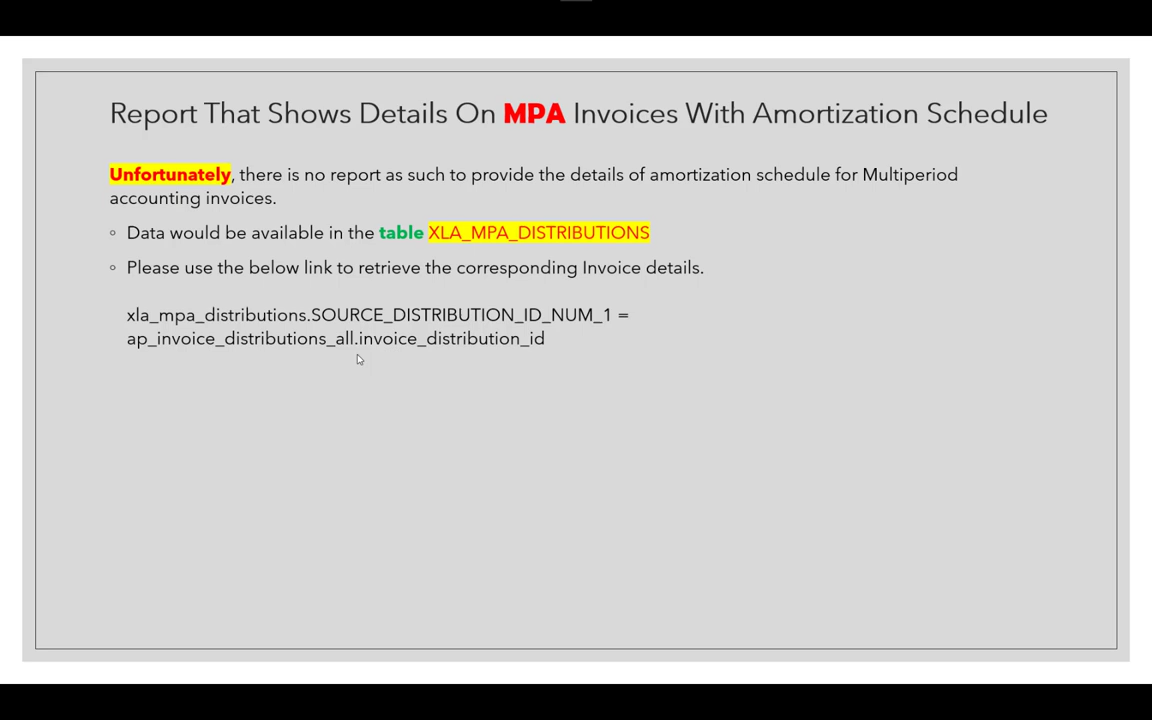 Report That Shows Details On MPA Invoices With Amortization Schedule
Unfortunately, there is no report as such to provide the details of amortization schedule for Multiperiod
accounting invoices.
◦ Data would be available in the table XLA_MPA_DISTRIBUTIONS
◦ Please use the below link to retrieve the corresponding Invoice details.
xla_mpa_distributions.SOURCE_DISTRIBUTION_ID_NUM_1 =
ap_invoice_distributions_all.invoice_distribution_id